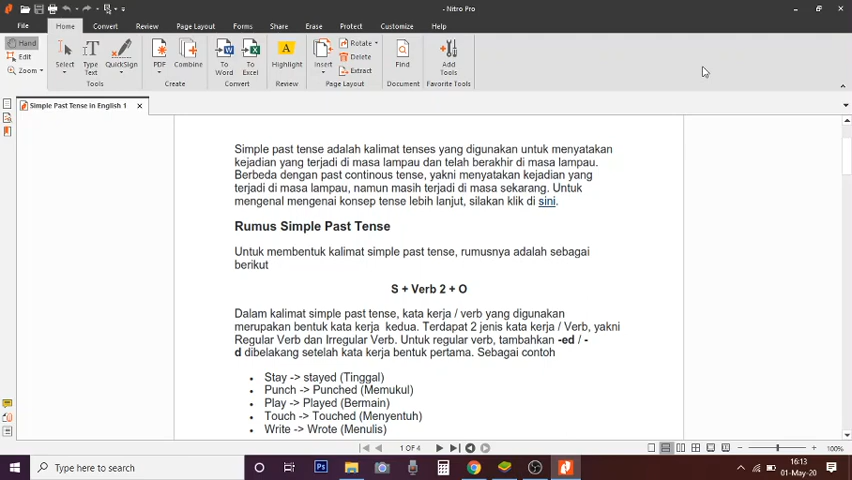 Simple Past Tense in English 1 - Nitro Pro
File Home Convert Review Page Layout Forms Share Erase Protect Customize Help
Hand
Edit
Zoom
Select
Type Text
QuickSign
Tools
PDF
Combine
Create
To Word
To Excel
Convert
Highlight
Review
Insert
Rotate
Delete
Extract
Page Layout
Find
Document
Add Tools
Favorite Tools
Simple Past Tense in English 1
Simple past tense adalah kalimat tenses yang digunakan untuk menyatakan
kejadian yang terjadi di masa lampau dan telah berakhir di masa lampau.
Berbeda dengan past continous tense, yakni menyatakan kejadian yang
terjadi di masa lampau, namun masih terjadi di masa sekarang. Untuk
mengenal mengenai konsep tense lebih lanjut, silakan klik di sini.
Rumus Simple Past Tense
Untuk membentuk kalimat simple past tense, rumusnya adalah sebagai
berikut
S + Verb 2 + O
Dalam kalimat simple past tense, kata kerja / verb yang digunakan
merupakan bentuk kata kerja kedua. Terdapat 2 jenis kata kerja / Verb, yakni
Regular Verb dan Irregular Verb. Untuk regular verb, tambahkan -ed / -
d dibelakang setelah kata kerja bentuk pertama. Sebagai contoh
• Stay -> stayed (Tinggal)
• Punch -> Punched (Memukul)
• Play -> Played (Bermain)
• Touch -> Touched (Menyentuh)
• Write -> Wrote (Menulis)
1 OF 4
100%
Type here to search
Ps
16:13
01-May-20